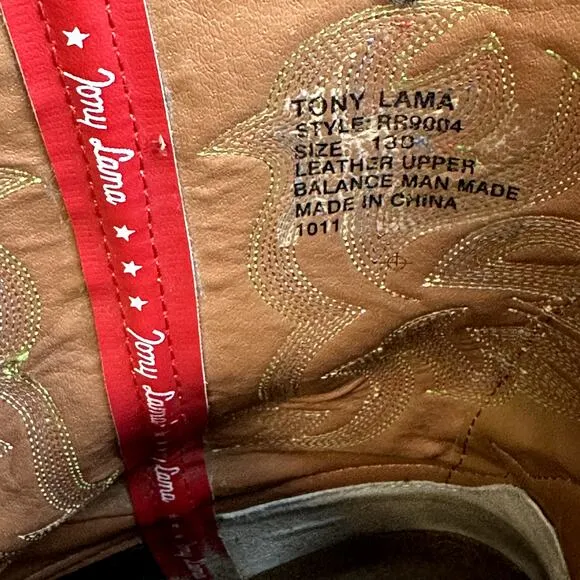 Tony Lama
Tony Lama
Tony Lama
TONY LAMA
STYLE: RR9004
SIZE 13D
LEATHER UPPER
BALANCE MAN MADE
MADE IN CHINA
1011